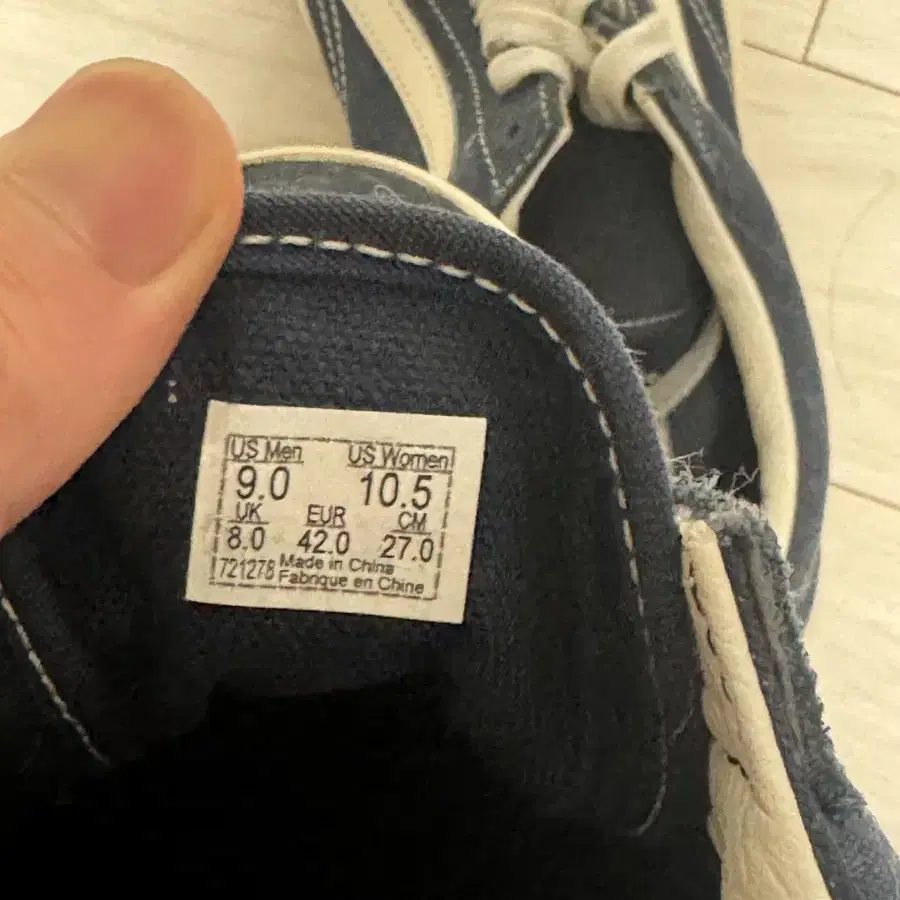 US Men US Women
9.0 10.5
UK EUR CM
8.0 42.0 27.0
721278 Made in China
Fabrique en Chine